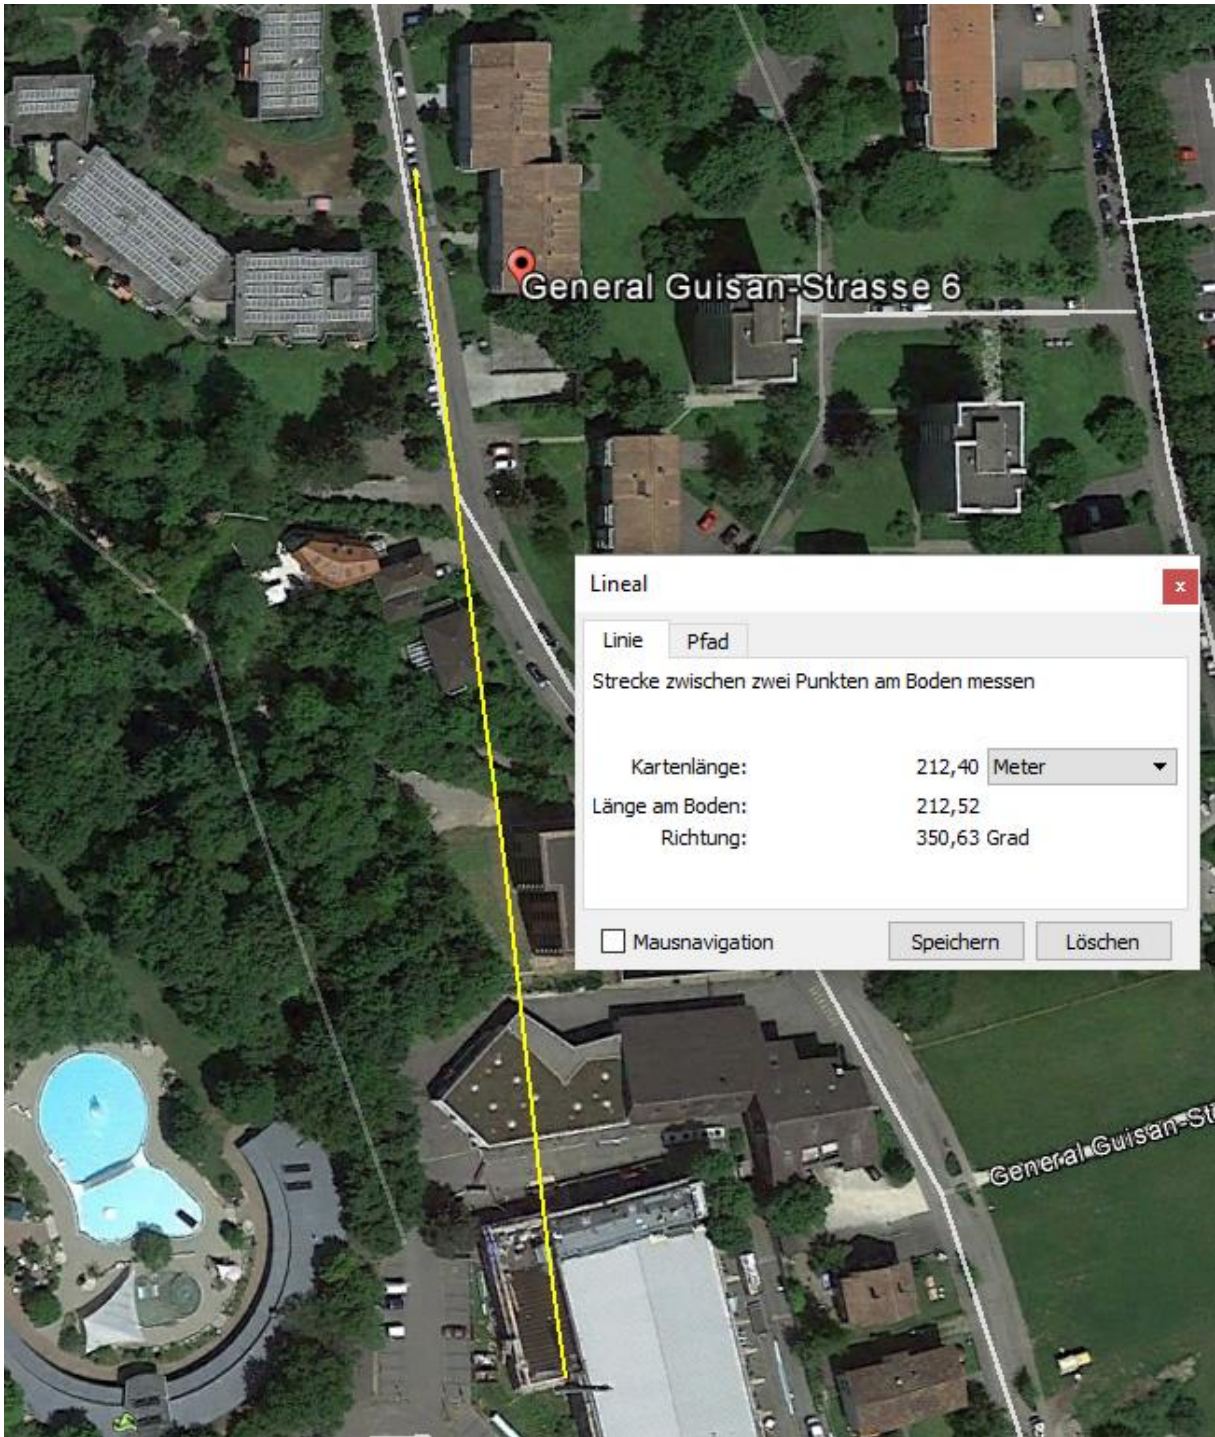 General Guisan-Strasse 6
Lineal
x
Linie Pfad
Strecke zwischen zwei Punkten am Boden messen
Kartenlänge: 212,40 Meter
Länge am Boden: 212,52
Richtung: 350,63 Grad
Mausnavigation Speichern Löschen
General Guisan-St